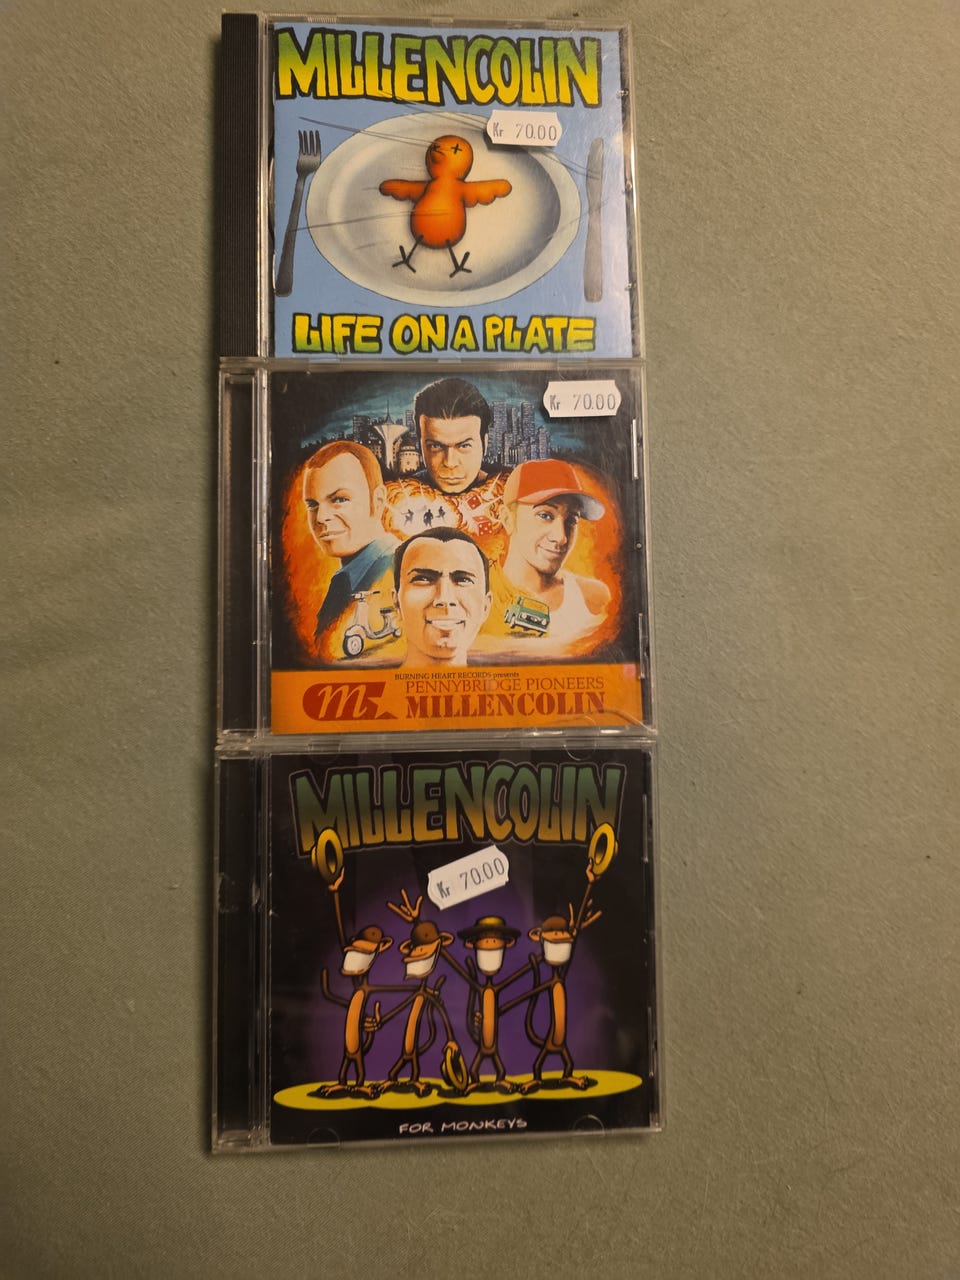 MILLENCOLIN
Kr 70.00
LIFE ON A PLATE
Kr 70.00
BURNING HEART RECORDS presents
PENNYBRIDGE PIONEERS
m
MILLENCOLIN
MILLENCOLIN
Kr 70.00
FOR MONKEYS